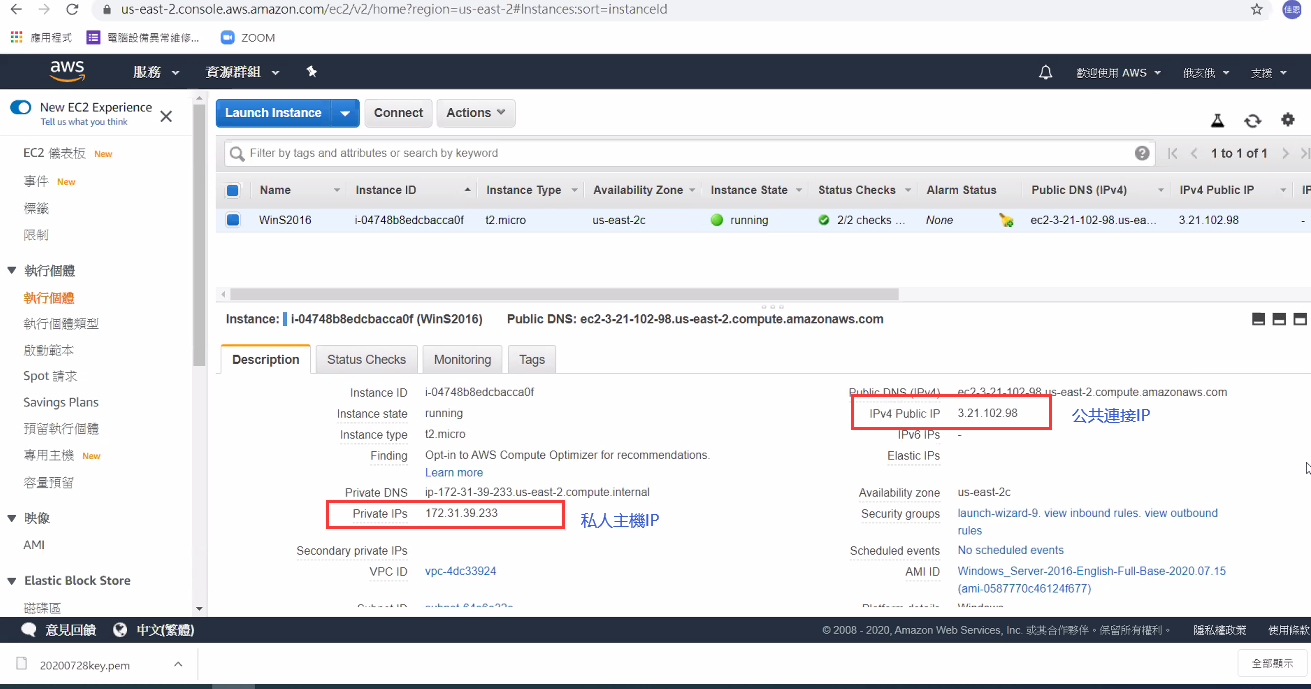 us-east-2.console.aws.amazon.com/ec2/v2/home?region=us-east-2#Instances:sort=instanceId
佳恩
應用程式 電腦設備異常維修... ZOOM
aws 服務 資源群組 歡迎使用 AWS 俄亥俄 支援
New EC2 Experience
Tell us what you think
Launch Instance Connect Actions
EC2 儀表板 New
事件 New
標籤
限制
執行個體
執行個體
執行個體類型
啟動範本
Spot 請求
Savings Plans
預留執行個體
專用主機 New
容量預留
映像
AMI
Elastic Block Store
磁碟區
Filter by tags and attributes or search by keyword
1 to 1 of 1
Name Instance ID Instance Type Availability Zone Instance State Status Checks Alarm Status Public DNS (IPv4) IPv4 Public IP IP
WinS2016 i-04748b8edcbacca0f t2.micro us-east-2c running 2/2 checks ... None ec2-3-21-102-98.us-ea... 3.21.102.98 -
Instance: i-04748b8edcbacca0f (WinS2016) Public DNS: ec2-3-21-102-98.us-east-2.compute.amazonaws.com
Description Status Checks Monitoring Tags
Instance ID i-04748b8edcbacca0f
Instance state running
Instance type t2.micro
Finding Opt-in to AWS Compute Optimizer for recommendations.
Learn more
Private DNS ip-172-31-39-233.us-east-2.compute.internal
Private IPs 172.31.39.233 私人主機IP
Secondary private IPs
VPC ID vpc-4dc33924
Subnet ID
Public DNS (IPv4) ec2-3-21-102-98.us-east-2.compute.amazonaws.com
IPv4 Public IP 3.21.102.98 公共連接IP
IPv6 IPs -
Elastic IPs
Availability zone us-east-2c
Security groups launch-wizard-9. view inbound rules. view outbound
rules
Scheduled events No scheduled events
AMI ID Windows_Server-2016-English-Full-Base-2020.07.15
(ami-0587770c46124f677)
Platform details Windows
意見回饋 中文(繁體) © 2008 - 2020, Amazon Web Services, Inc. 或其合作夥伴。保留所有權利。 隱私權政策 使用條款
20200728key.pem 全部顯示